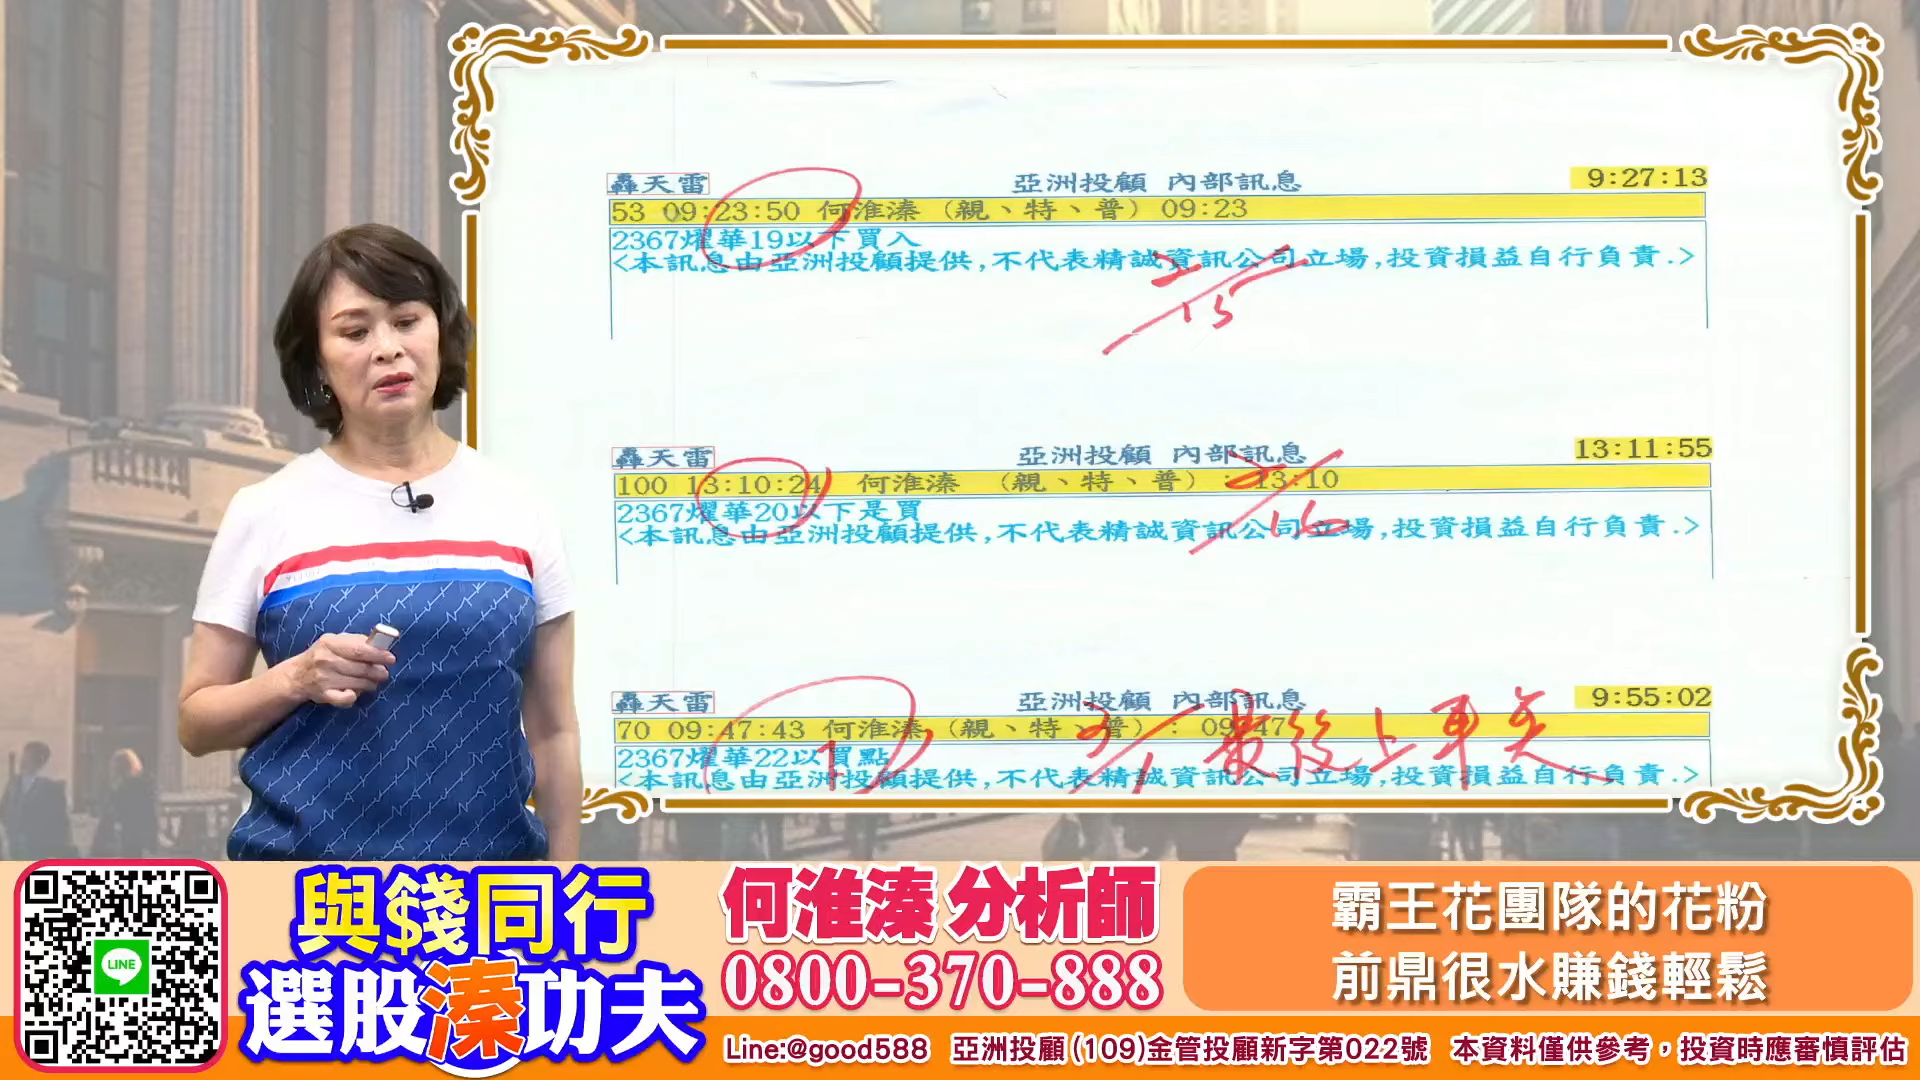 轟天雷 亞洲投顧 內部訊息 9:27:13
53 09:23:50 何淮溱 (親、特、普) 09:23
2367燿華19以下買入
<本訊息由亞洲投顧提供,不代表精誠資訊公司立場,投資損益自行負責.>
2/15
轟天雷 亞洲投顧 內部訊息 13:11:55
100 13:10:24 何淮溱 (親、特、普) : 13:10
2367燿華20以下是買
<本訊息由亞洲投顧提供,不代表精誠資訊公司立場,投資損益自行負責.>
2/16
轟天雷 亞洲投顧 內部訊息 9:55:02
70 09:47:43 何淮溱 (親、特、普) : 09:47
3/1 最後上車
2367燿華22以買點
<本訊息由亞洲投顧提供,不代表精誠資訊公司立場,投資損益自行負責.>
LINE
與$錢同行
選股溱功夫
何淮溱 分析師
0800-370-888
霸王花團隊的花粉
前鼎很水賺錢輕鬆
Line:@good588 亞洲投顧 (109)金管投顧新字第022號 本資料僅供參考，投資時應審慎評估